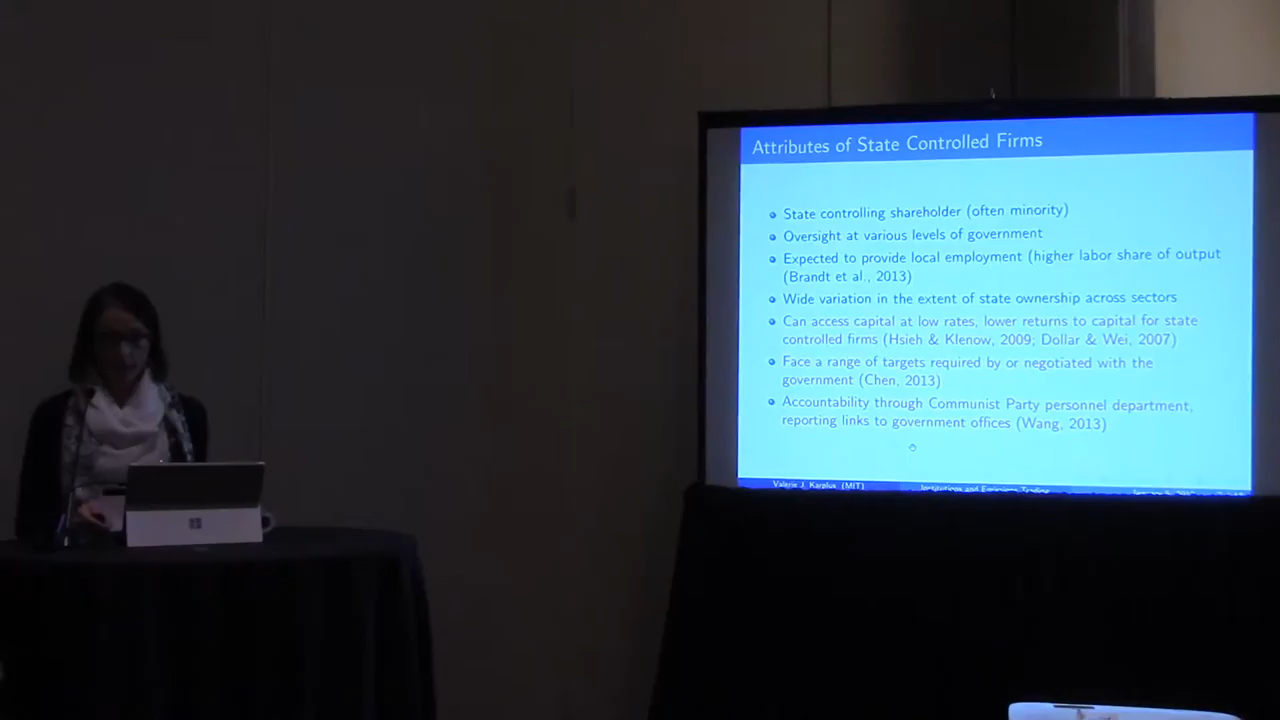 Attributes of State Controlled Firms
State controlling shareholder (often minority)
Oversight at various levels of government
Expected to provide local employment (higher labor share of output
(Brandt et al., 2013)
Wide variation in the extent of state ownership across sectors
Can access capital at low rates, lower returns to capital for state
controlled firms (Hsieh & Klenow, 2009; Dollar & Wei, 2007)
Face a range of targets required by or negotiated with the
government (Chen, 2013)
Accountability through Communist Party personnel department,
reporting links to government offices (Wang, 2013)
Valerie J. Karplus (MIT) Institutions and Emissions Trading